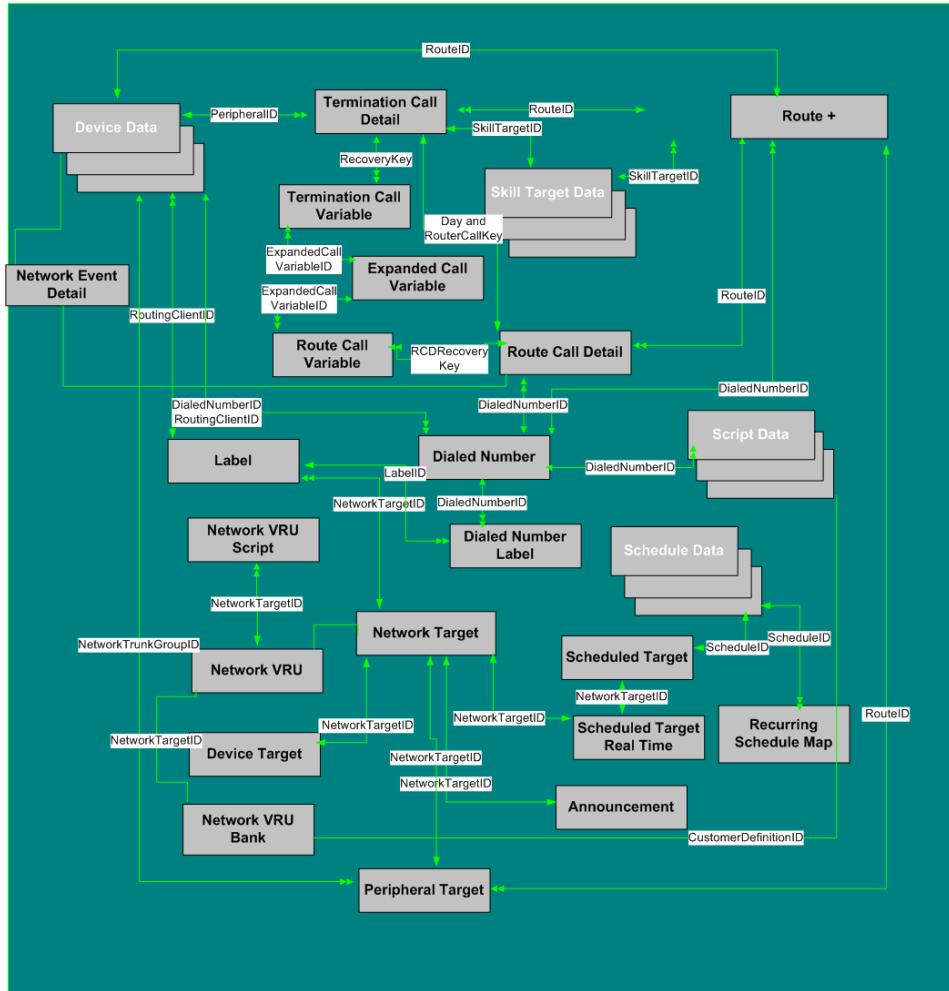 RouteID
Termination Call
Detail
Device Data
PeripheralID
RouteID
Route +
SkillTargetID
RecoveryKey
SkillTargetID
Skill Target Data
Termination Call
Variable
Day and
RouterCallKey
ExpandedCall
VariableID
Expanded Call
Variable
Network Event
Detail
ExpandedCall
VariableID
RouteID
RoutingClientID
Route Call
Variable
RCDRecovery
Key
Route Call Detail
DialedNumberID
DialedNumberID
RoutingClientID
DialedNumberID
Script Data
Label
Dialed Number
LabelID
DialedNumberID
NetworkTargetID
DialedNumberID
Network VRU
Script
Dialed Number
Label
Schedule Data
NetworkTargetID
Network Target
NetworkTrunkGroupID
ScheduleID
ScheduleID
Scheduled Target
Network VRU
NetworkTargetID
RouteID
NetworkTargetID
NetworkTargetID
Scheduled Target
Real Time
Recurring
Schedule Map
NetworkTargetID
Device Target
NetworkTargetID
NetworkTargetID
Announcement
Network VRU
Bank
CustomerDefinitionID
Peripheral Target